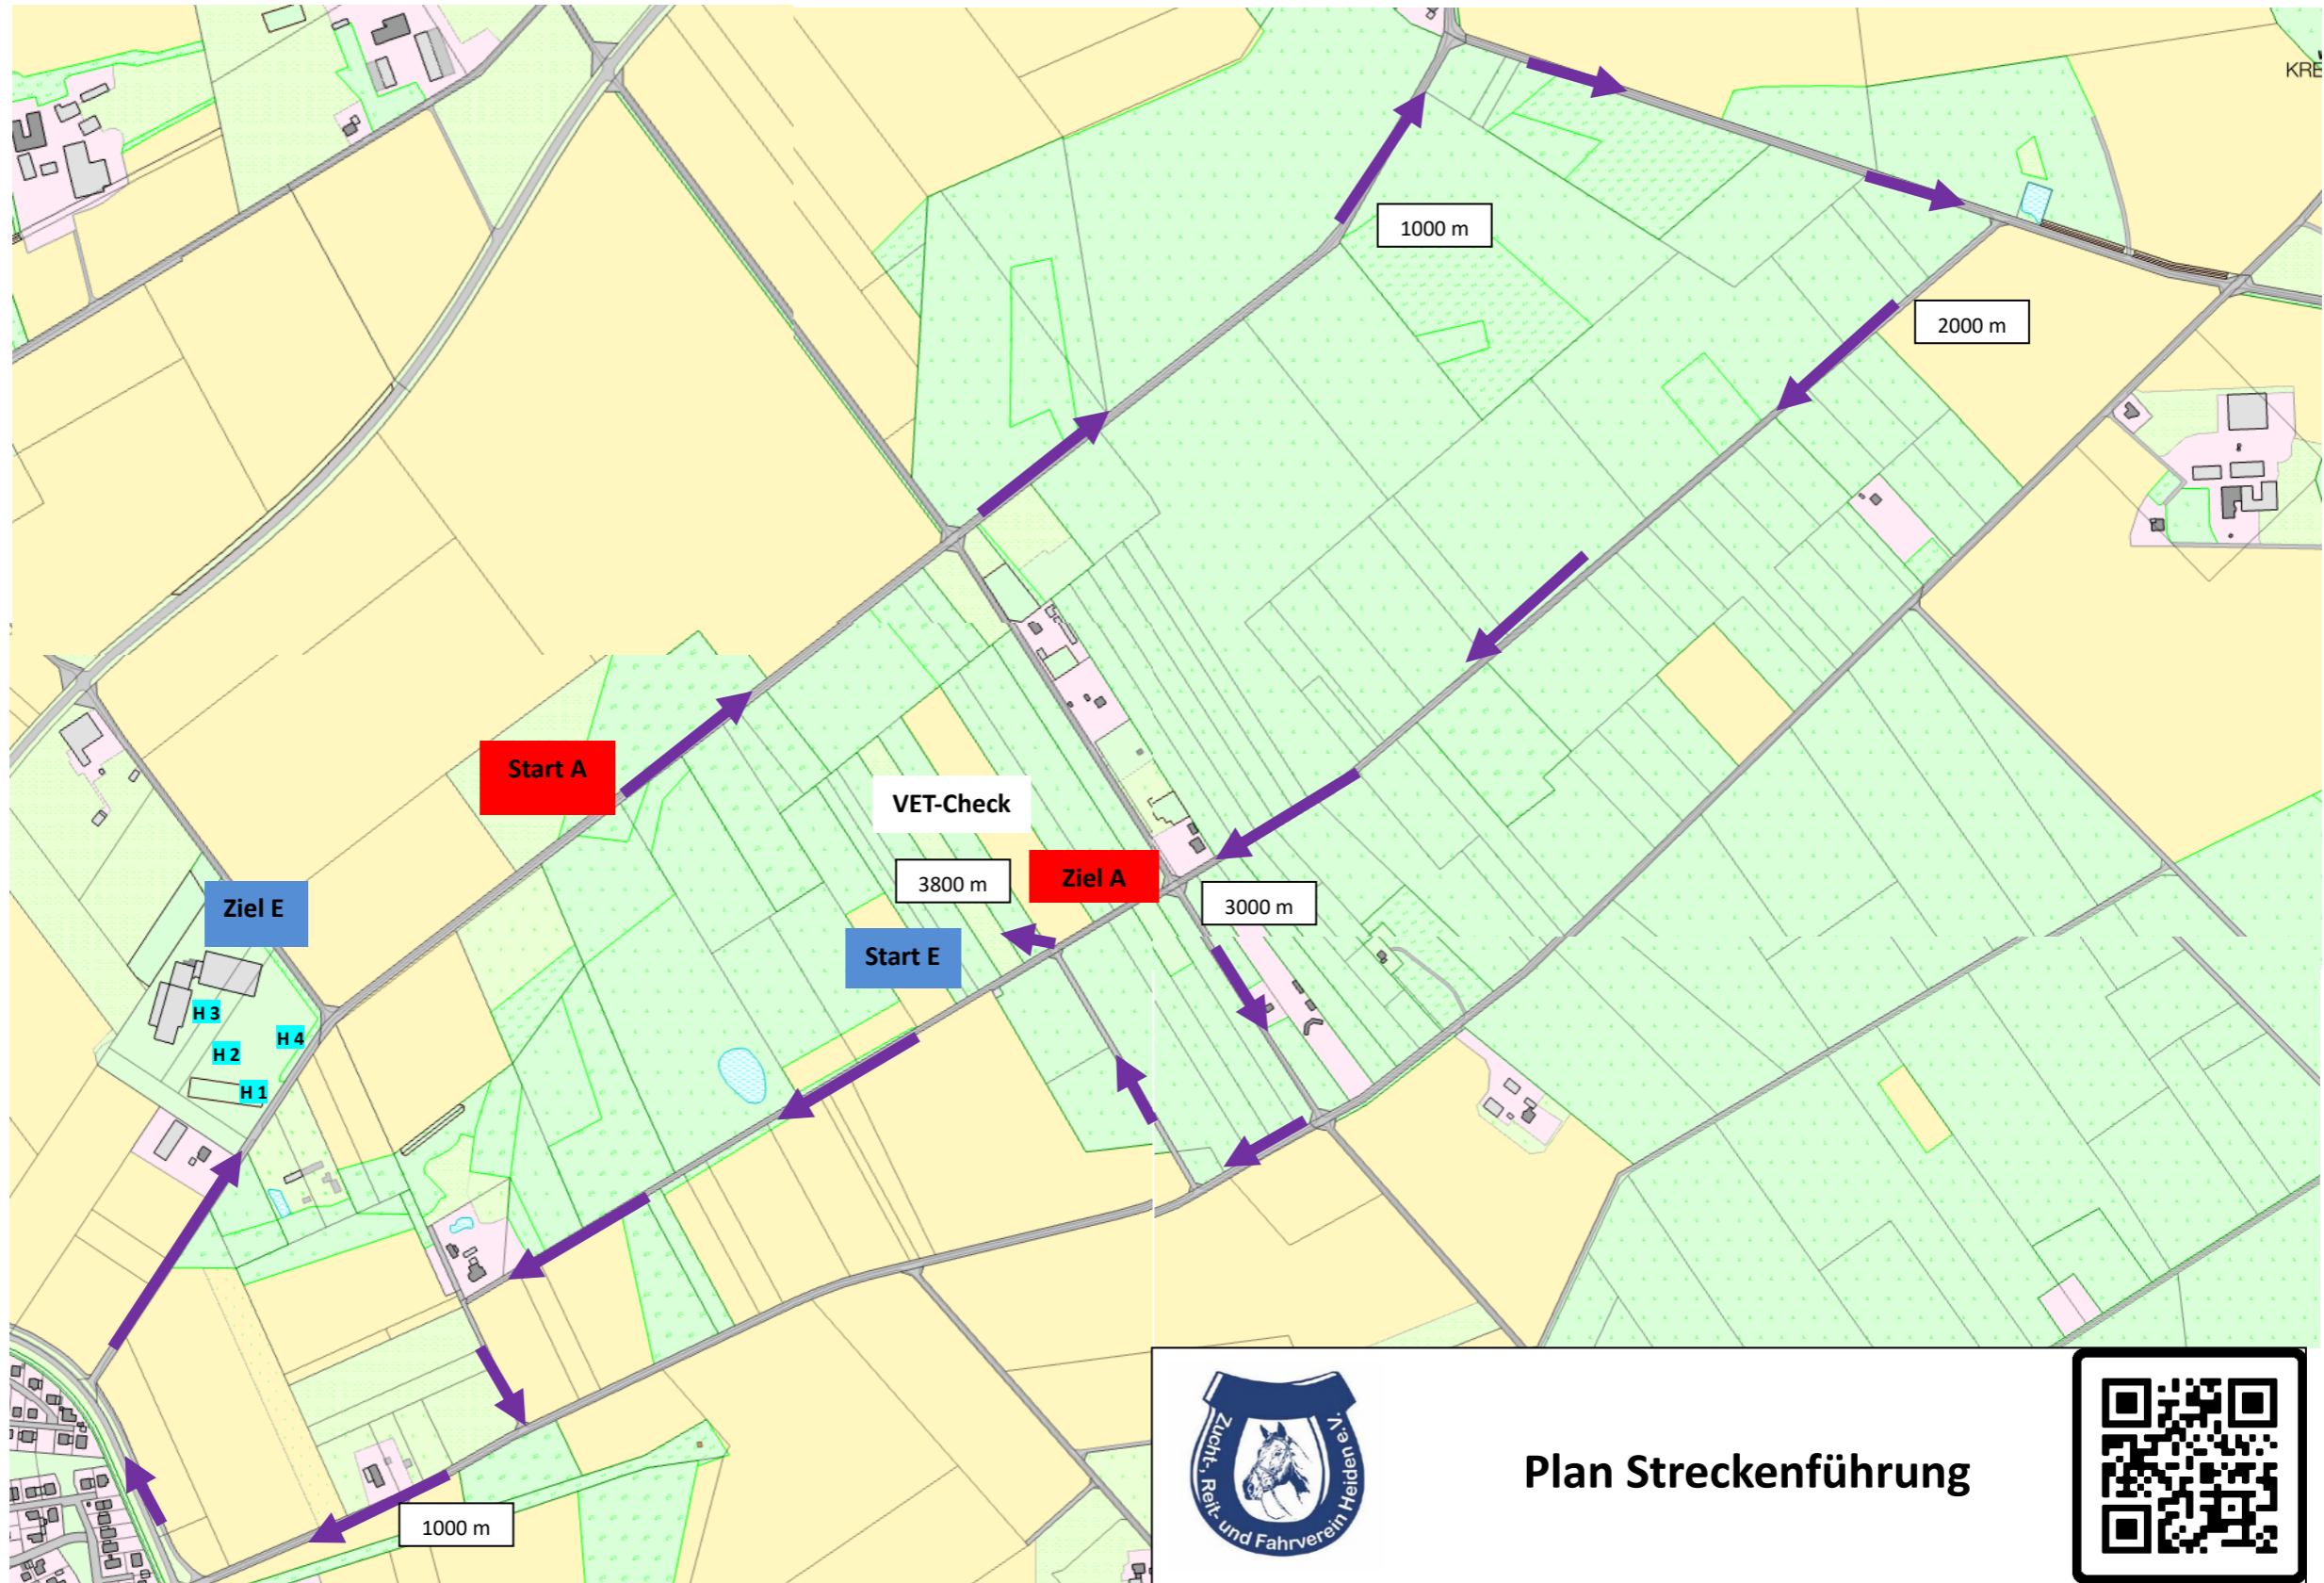 KRE
1000 m
2000 m
Start A
VET-Check
3800 m
Ziel A
3000 m
Ziel E
Start E
H 3
H 4
H 2
H 1
1000 m
Zucht-, Reit- und Fahrverein Heiden e.V.
Plan Streckenführung